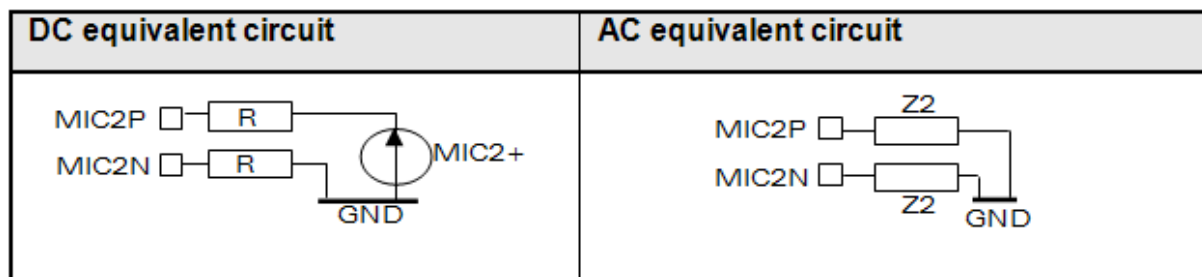 DC equivalent circuit
AC equivalent circuit
MIC2P
R
MIC2N
R
MIC2+
GND
Z2
MIC2P
MIC2N
Z2
GND